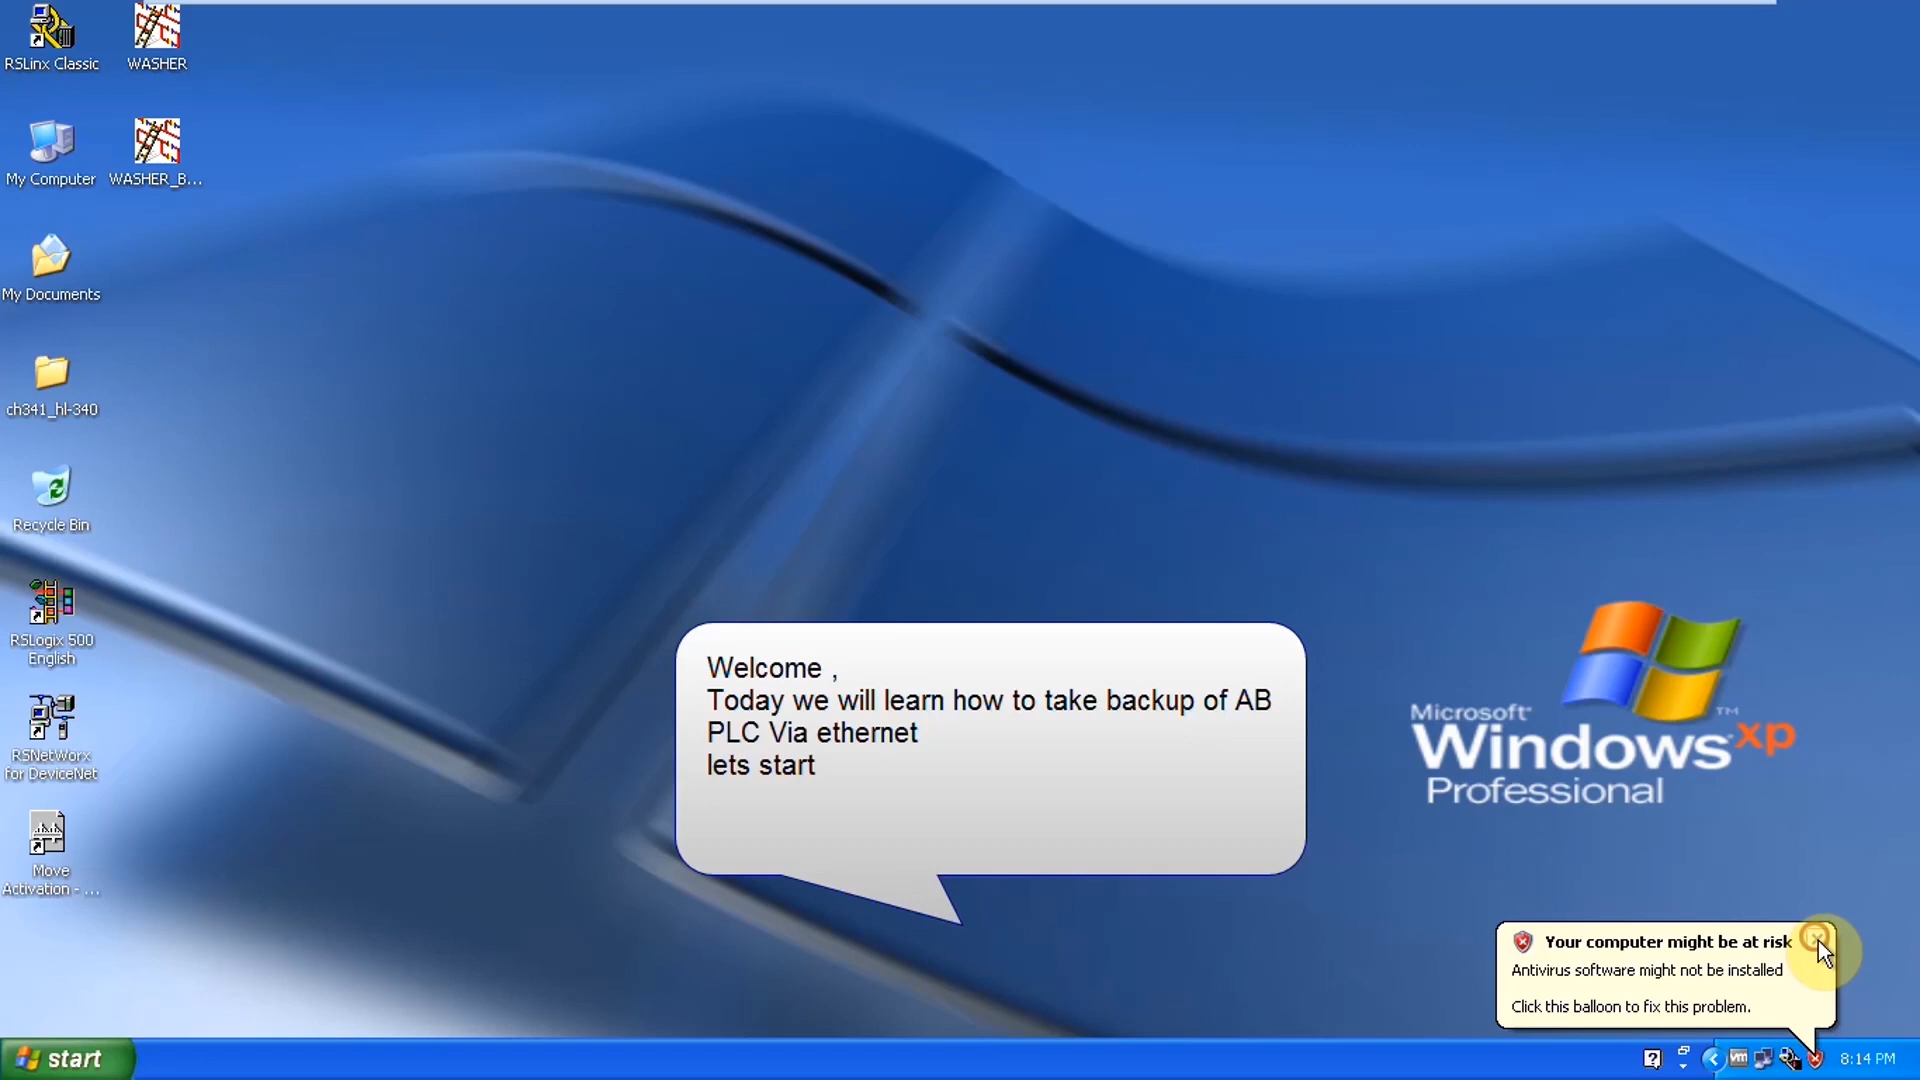 RSLinx Classic
WASHER
My Computer
WASHER_B...
My Documents
ch341_hl-340
Recycle Bin
RSLogix 500
English
RSNetWorx
for DeviceNet
Move
Activation - ...
Welcome ,
Today we will learn how to take backup of AB
PLC Via ethernet
lets start
Microsoft®
Windows xp™
Professional
Your computer might be at risk
Antivirus software might not be installed
Click this balloon to fix this problem.
start
vm
8:14 PM